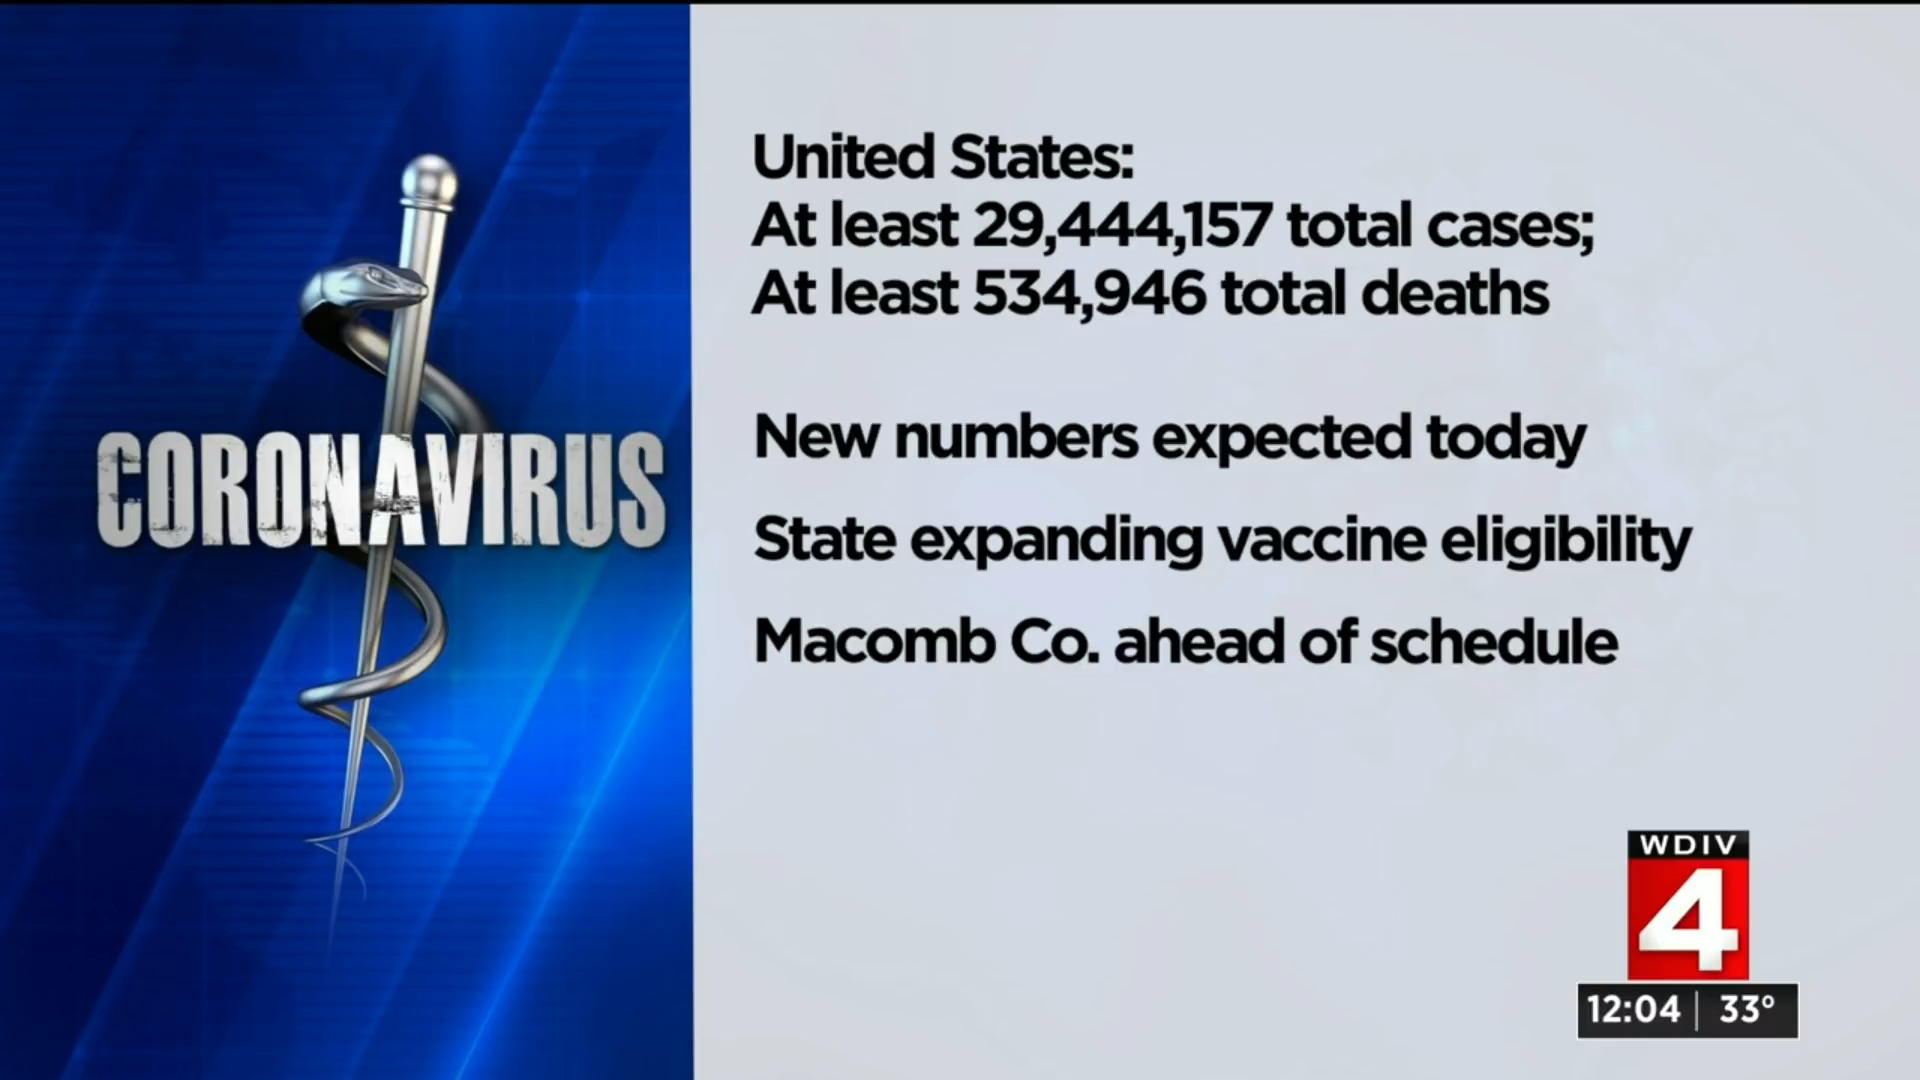 CORONAVIRUS
United States:
At least 29,444,157 total cases;
At least 534,946 total deaths
New numbers expected today
State expanding vaccine eligibility
Macomb Co. ahead of schedule
WDIV
4
12:04 | 33°